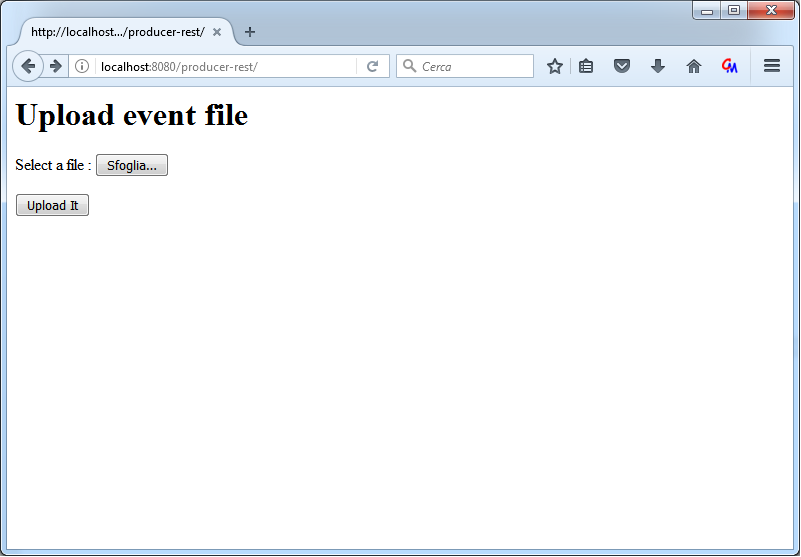 http://localhost.../producer-rest/
localhost:8080/producer-rest/
Cerca
Upload event file
Select a file : Sfoglia...
Upload It